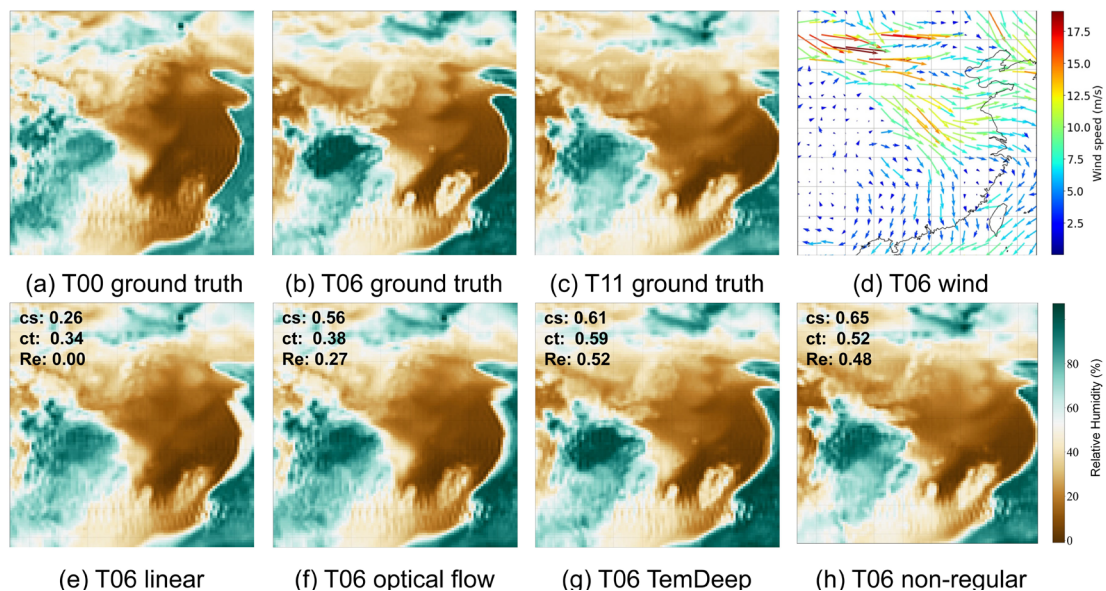 17.5
15.0
12.5
10.0
7.5
5.0
2.5
Wind speed (m/s)
(a) T00 ground truth
(b) T06 ground truth
(c) T11 ground truth
(d) T06 wind
cs: 0.26
ct: 0.34
Re: 0.00
cs: 0.56
ct: 0.38
Re: 0.27
cs: 0.61
ct: 0.59
Re: 0.52
cs: 0.65
ct: 0.52
Re: 0.48
80
60
40
20
0
Relative Humidity (%)
(e) T06 linear
(f) T06 optical flow
(g) T06 TemDeep
(h) T06 non-regular